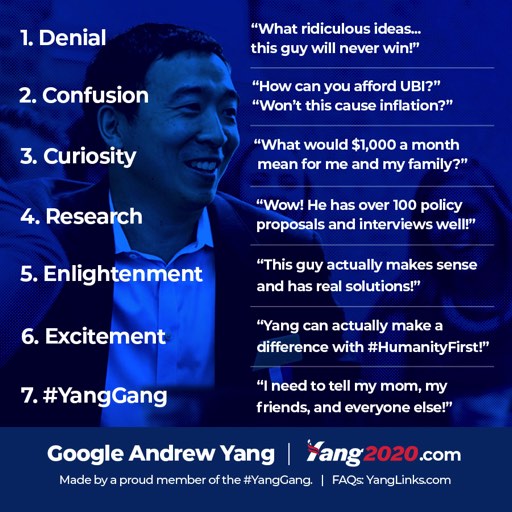 1. Denial
“What ridiculous ideas...
this guy will never win!”
2. Confusion
“How can you afford UBI?”
“Won’t this cause inflation?”
3. Curiosity
“What would $1,000 a month
mean for me and my family?”
4. Research
“Wow! He has over 100 policy
proposals and interviews well!”
5. Enlightenment
“This guy actually makes sense
and has real solutions!”
6. Excitement
“Yang can actually make a
difference with #HumanityFirst!”
7. #YangGang
“I need to tell my mom, my
friends, and everyone else!”
Google Andrew Yang | Yang2020.com
Made by a proud member of the #YangGang. | FAQs: YangLinks.com